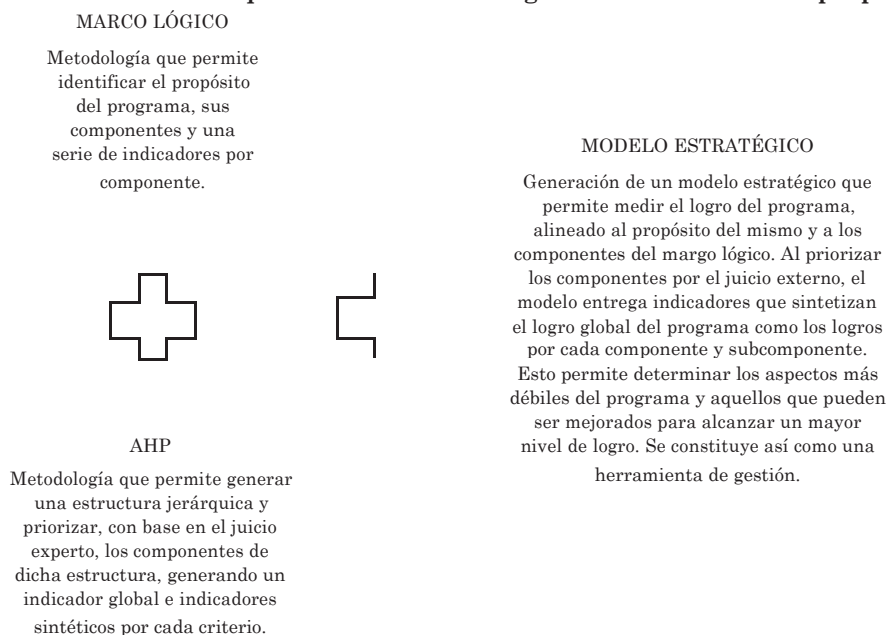 MARCO LÓGICO
Metodología que permite
identificar el propósito
del programa, sus
componentes y una
serie de indicadores por
componente.
MODELO ESTRATÉGICO
Generación de un modelo estratégico que
permite medir el logro del programa,
alineado al propósito del mismo y a los
componentes del margo lógico. Al priorizar
los componentes por el juicio externo, el
modelo entrega indicadores que sintetizan
el logro global del programa como los logros
por cada componente y subcomponente.
Esto permite determinar los aspectos más
débiles del programa y aquellos que pueden
ser mejorados para alcanzar un mayor
nivel de logro. Se constituye así como una
herramienta de gestión.
AHP
Metodología que permite generar
una estructura jerárquica y
priorizar, con base en el juicio
experto, los componentes de
dicha estructura, generando un
indicador global e indicadores
sintéticos por cada criterio.